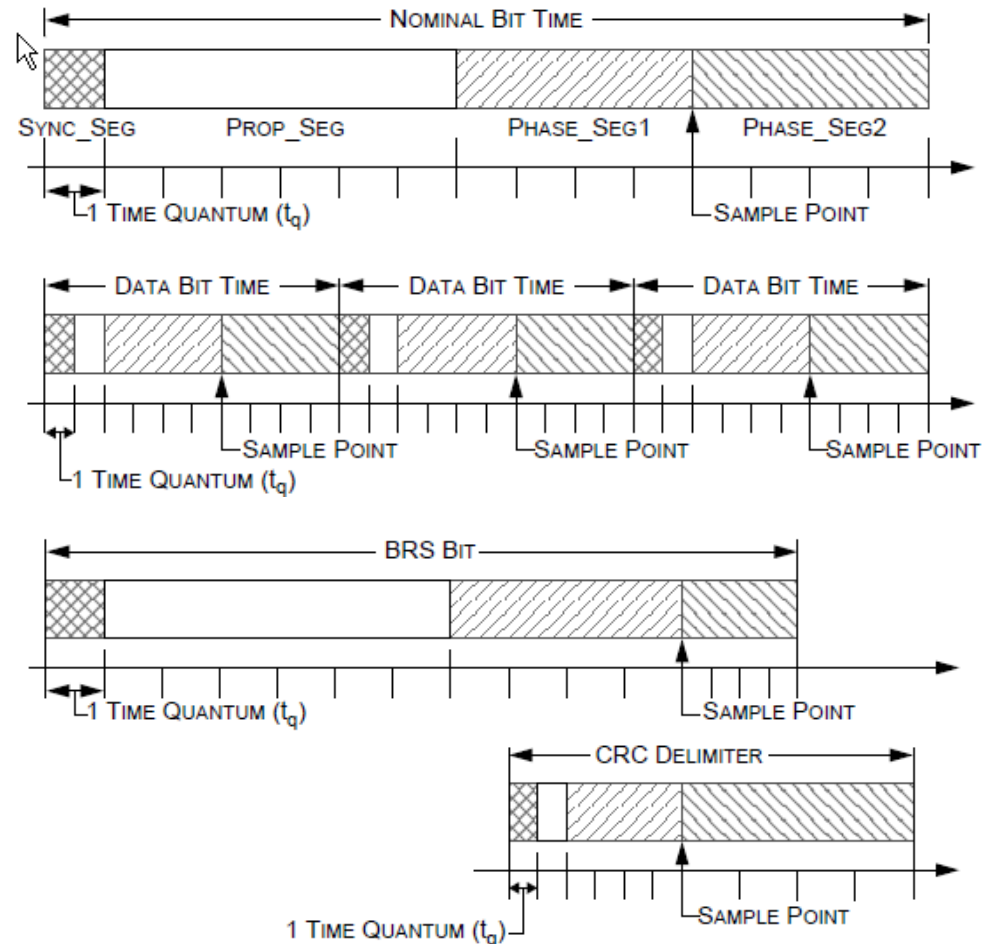 NOMINAL BIT TIME
SYNC_SEG PROP_SEG PHASE_SEG1 PHASE_SEG2
1 TIME QUANTUM (tq) SAMPLE POINT
DATA BIT TIME DATA BIT TIME DATA BIT TIME
SAMPLE POINT SAMPLE POINT SAMPLE POINT
1 TIME QUANTUM (tq)
BRS BIT
1 TIME QUANTUM (tq) SAMPLE POINT
CRC DELIMITER
SAMPLE POINT
1 TIME QUANTUM (tq)